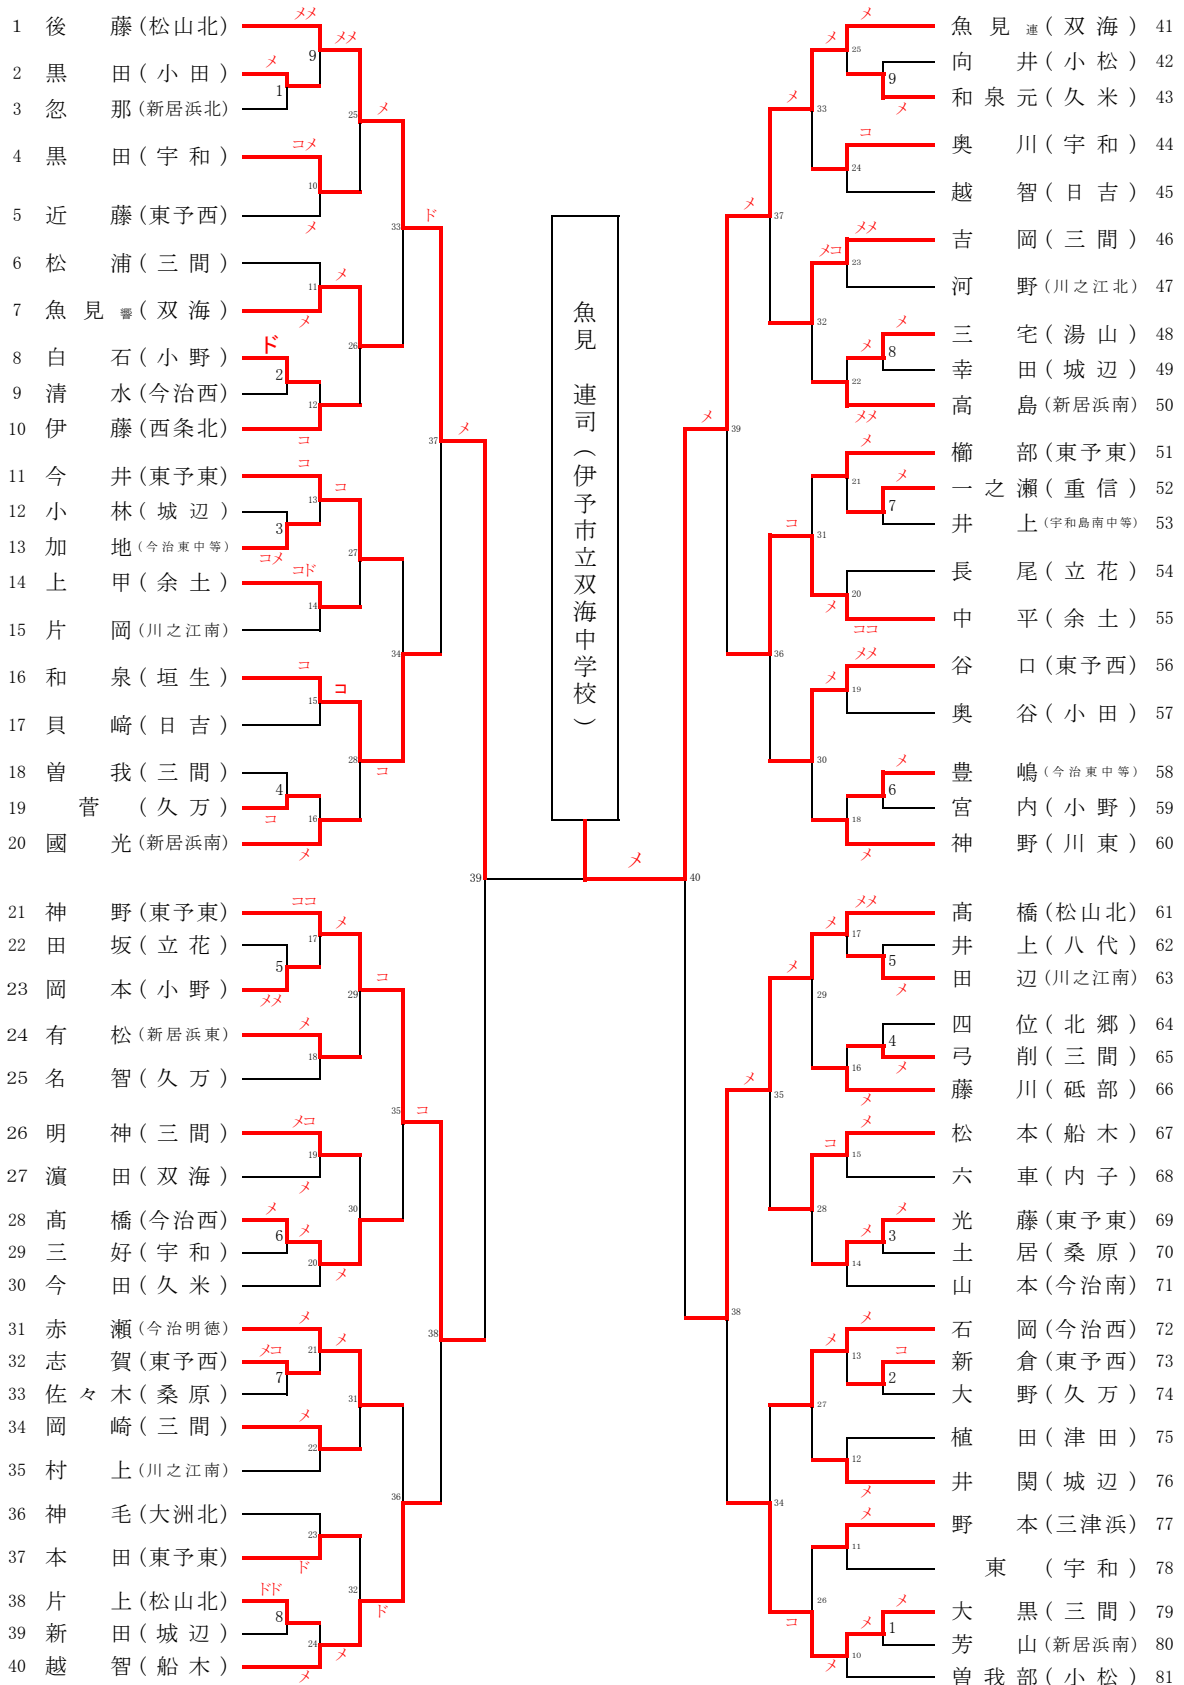 1 後藤(松山北)
2 黒田(小田)
3 忽那(新居浜北)
4 黒田(宇和)
5 近藤(東予西)
6 松浦(三間)
7 魚見響(双海)
8 白石(小野)
9 清水(今治西)
10 伊藤(西条北)
11 今井(東予東)
12 小林(城辺)
13 加地(今治東中等)
14 上甲(余土)
15 片岡(川之江南)
16 和泉(垣生)
17 貝﨑(日吉)
18 曽我(三間)
19 菅(久万)
20 國光(新居浜南)
21 神野(東予東)
22 田坂(立花)
23 岡本(小野)
24 有松(新居浜東)
25 名智(久万)
26 明神(三間)
27 濵田(双海)
28 髙橋(今治西)
29 三好(宇和)
30 今田(久米)
31 赤瀬(今治明徳)
32 志賀(東予西)
33 佐々木(桑原)
34 岡崎(三間)
35 村上(川之江南)
36 神毛(大洲北)
37 本田(東予東)
38 片上(松山北)
39 新田(城辺)
40 越智(船木)
魚見 連司(伊予市立双海中学校)
魚見連(双海) 41
向井(小松) 42
和泉元(久米) 43
奥川(宇和) 44
越智(日吉) 45
吉岡(三間) 46
河野(川之江北) 47
三宅(湯山) 48
幸田(城辺) 49
高島(新居浜南) 50
櫛部(東予東) 51
一之瀬(重信) 52
井上(宇和島南中等) 53
長尾(立花) 54
中平(余土) 55
谷口(東予西) 56
奥谷(小田) 57
豊嶋(今治東中等) 58
宮内(小野) 59
神野(川東) 60
髙橋(松山北) 61
井上(八代) 62
田辺(川之江南) 63
四位(北郷) 64
弓削(三間) 65
藤川(砥部) 66
松本(船木) 67
六車(内子) 68
光藤(東予東) 69
土居(桑原) 70
山本(今治南) 71
石岡(今治西) 72
新倉(東予西) 73
大野(久万) 74
植田(津田) 75
井関(城辺) 76
野本(三津浜) 77
東(宇和) 78
大黒(三間) 79
芳山(新居浜南) 80
曽我部(小松) 81